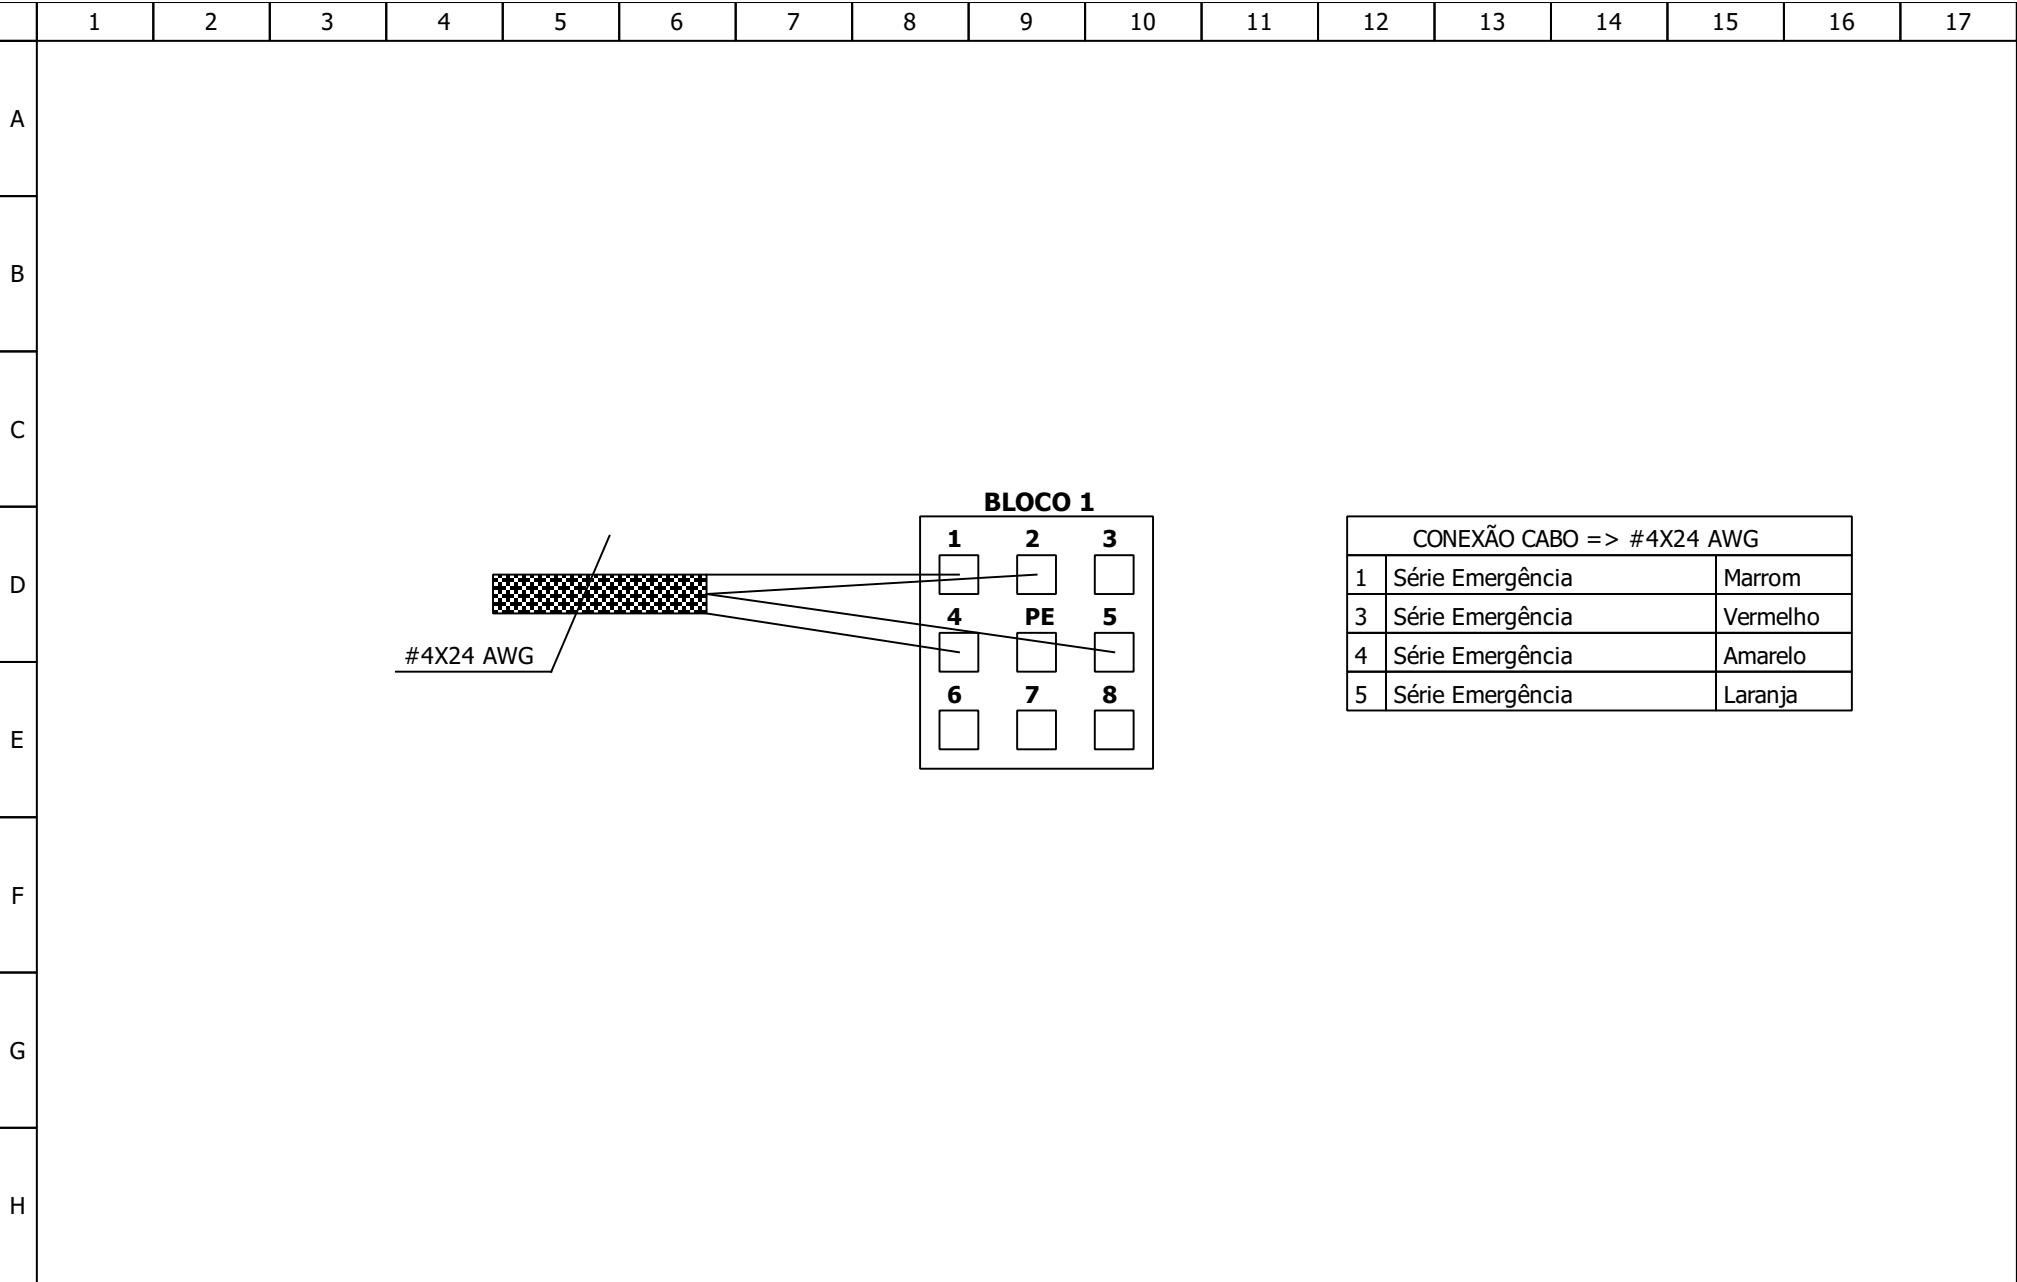 1 2 3 4 5 6 7 8 9 10 11 12 13 14 15 16 17
A
B
C
D
E
F
G
H
BLOCO 1
1 2 3
4 PE 5
6 7 8
#4X24 AWG
CONEXÃO CABO => #4X24 AWG
1 Série Emergência Marrom
3 Série Emergência Vermelho
4 Série Emergência Amarelo
5 Série Emergência Laranja